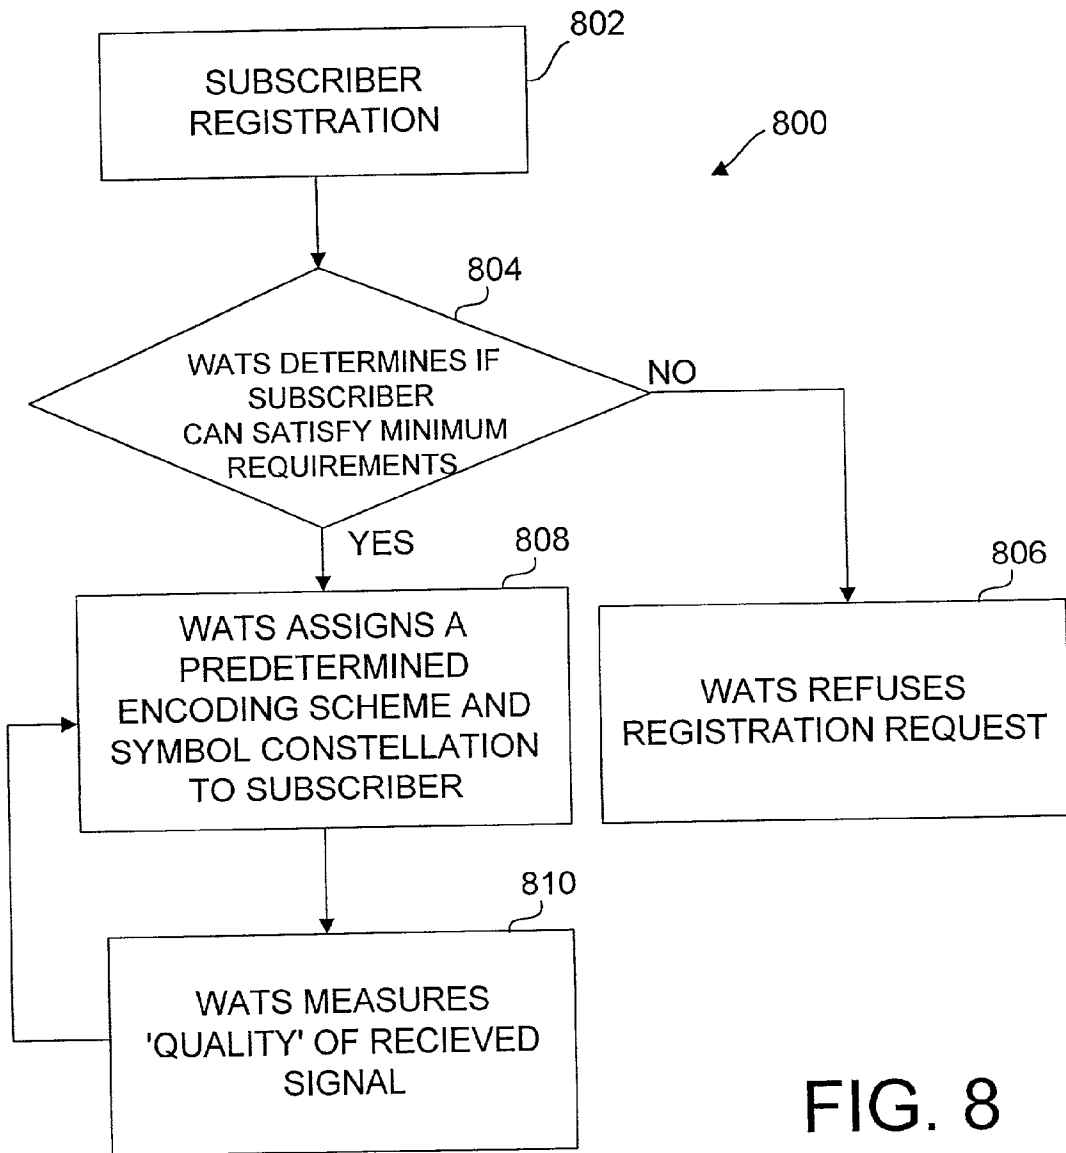 802
SUBSCRIBER
REGISTRATION
800
804
WATS DETERMINES IF
SUBSCRIBER
CAN SATISFY MINIMUM
REQUIREMENTS
NO
YES
808
WATS ASSIGNS A
PREDETERMINED
ENCODING SCHEME AND
SYMBOL CONSTELLATION
TO SUBSCRIBER
806
WATS REFUSES
REGISTRATION REQUEST
810
WATS MEASURES
'QUALITY' OF RECIEVED
SIGNAL
FIG. 8